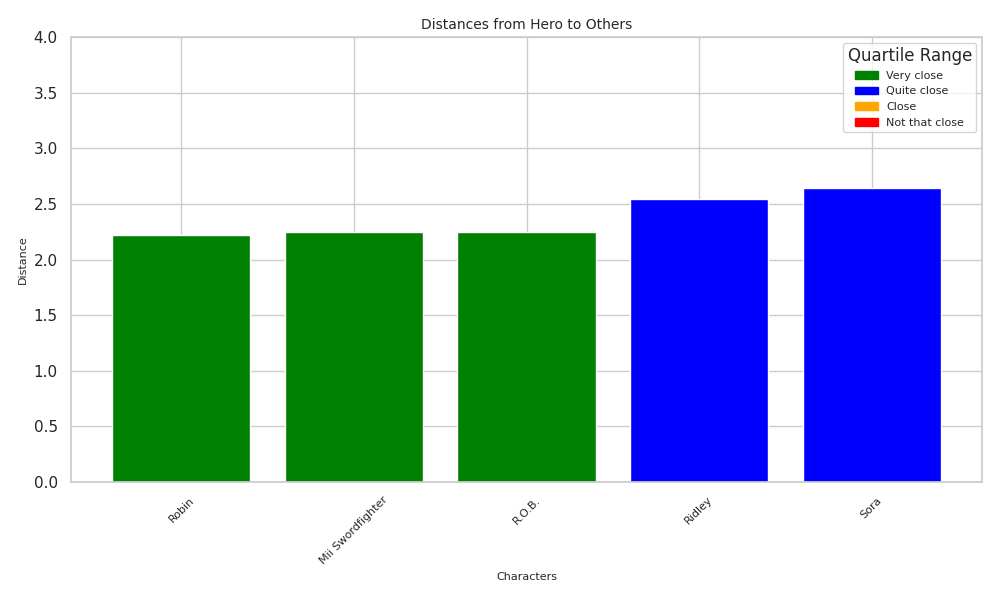 Distances from Hero to Others
4.0
3.5
3.0
2.5
2.0
1.5
1.0
0.5
0.0
Distance
Quartile Range
Very close
Quite close
Close
Not that close
Robin
Mii Swordfighter
R.O.B.
Ridley
Sora
Characters